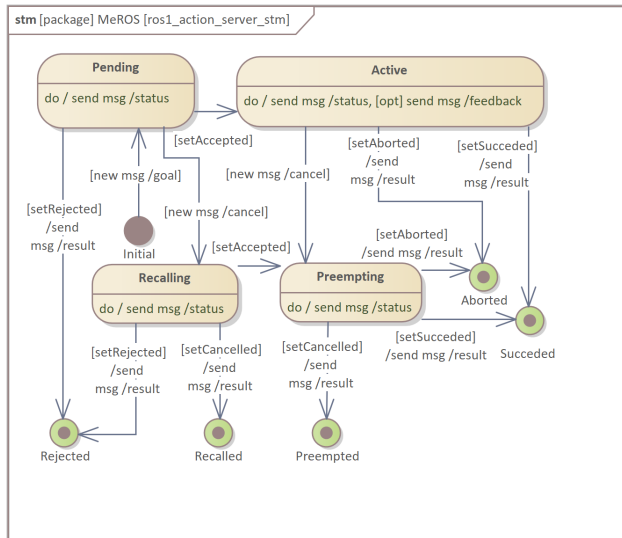 stm [package] MeROS [ros1_action_server_stm]
Pending
do / send msg /status
Active
do / send msg /status, [opt] send msg /feedback
[setAccepted]
[new msg /goal]
[setRejected]
/send
msg /result
[new msg /cancel]
[new msg /cancel]
[setAborted]
/send
msg /result
[setSucceded]
/send
msg /result
Initial
[setAccepted]
[setAborted]
/send msg /result
Recalling
do / send msg /status
Preempting
do / send msg /status
Aborted
[setSucceded]
/send msg /result
Succeded
[setRejected]
/send
msg /result
[setCancelled]
/send
msg /result
[setCancelled]
/send
msg /result
Rejected
Recalled
Preempted